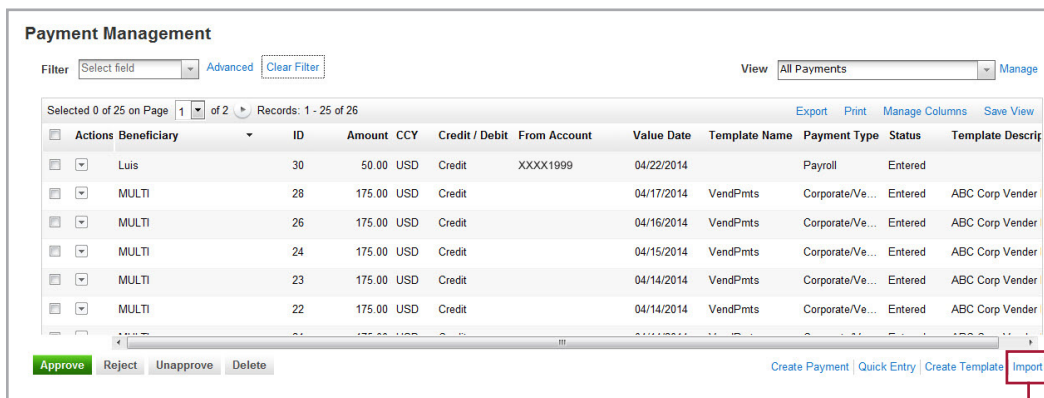 Payment Management
Filter Select field Advanced Clear Filter View All Payments Manage
Selected 0 of 25 on Page 1 of 2 Records: 1 - 25 of 26 Export Print Manage Columns Save View
Actions Beneficiary ID Amount CCY Credit / Debit From Account Value Date Template Name Payment Type Status Template Descrip
Luis 30 50.00 USD Credit XXXX1999 04/22/2014 Payroll Entered
MULTI 28 175.00 USD Credit 04/17/2014 VendPmts Corporate/Ve... Entered ABC Corp Vender
MULTI 26 175.00 USD Credit 04/16/2014 VendPmts Corporate/Ve... Entered ABC Corp Vender
MULTI 24 175.00 USD Credit 04/15/2014 VendPmts Corporate/Ve... Entered ABC Corp Vender
MULTI 23 175.00 USD Credit 04/14/2014 VendPmts Corporate/Ve... Entered ABC Corp Vender
MULTI 22 175.00 USD Credit 04/14/2014 VendPmts Corporate/Ve... Entered ABC Corp Vender
Approve Reject Unapprove Delete Create Payment Quick Entry Create Template Import